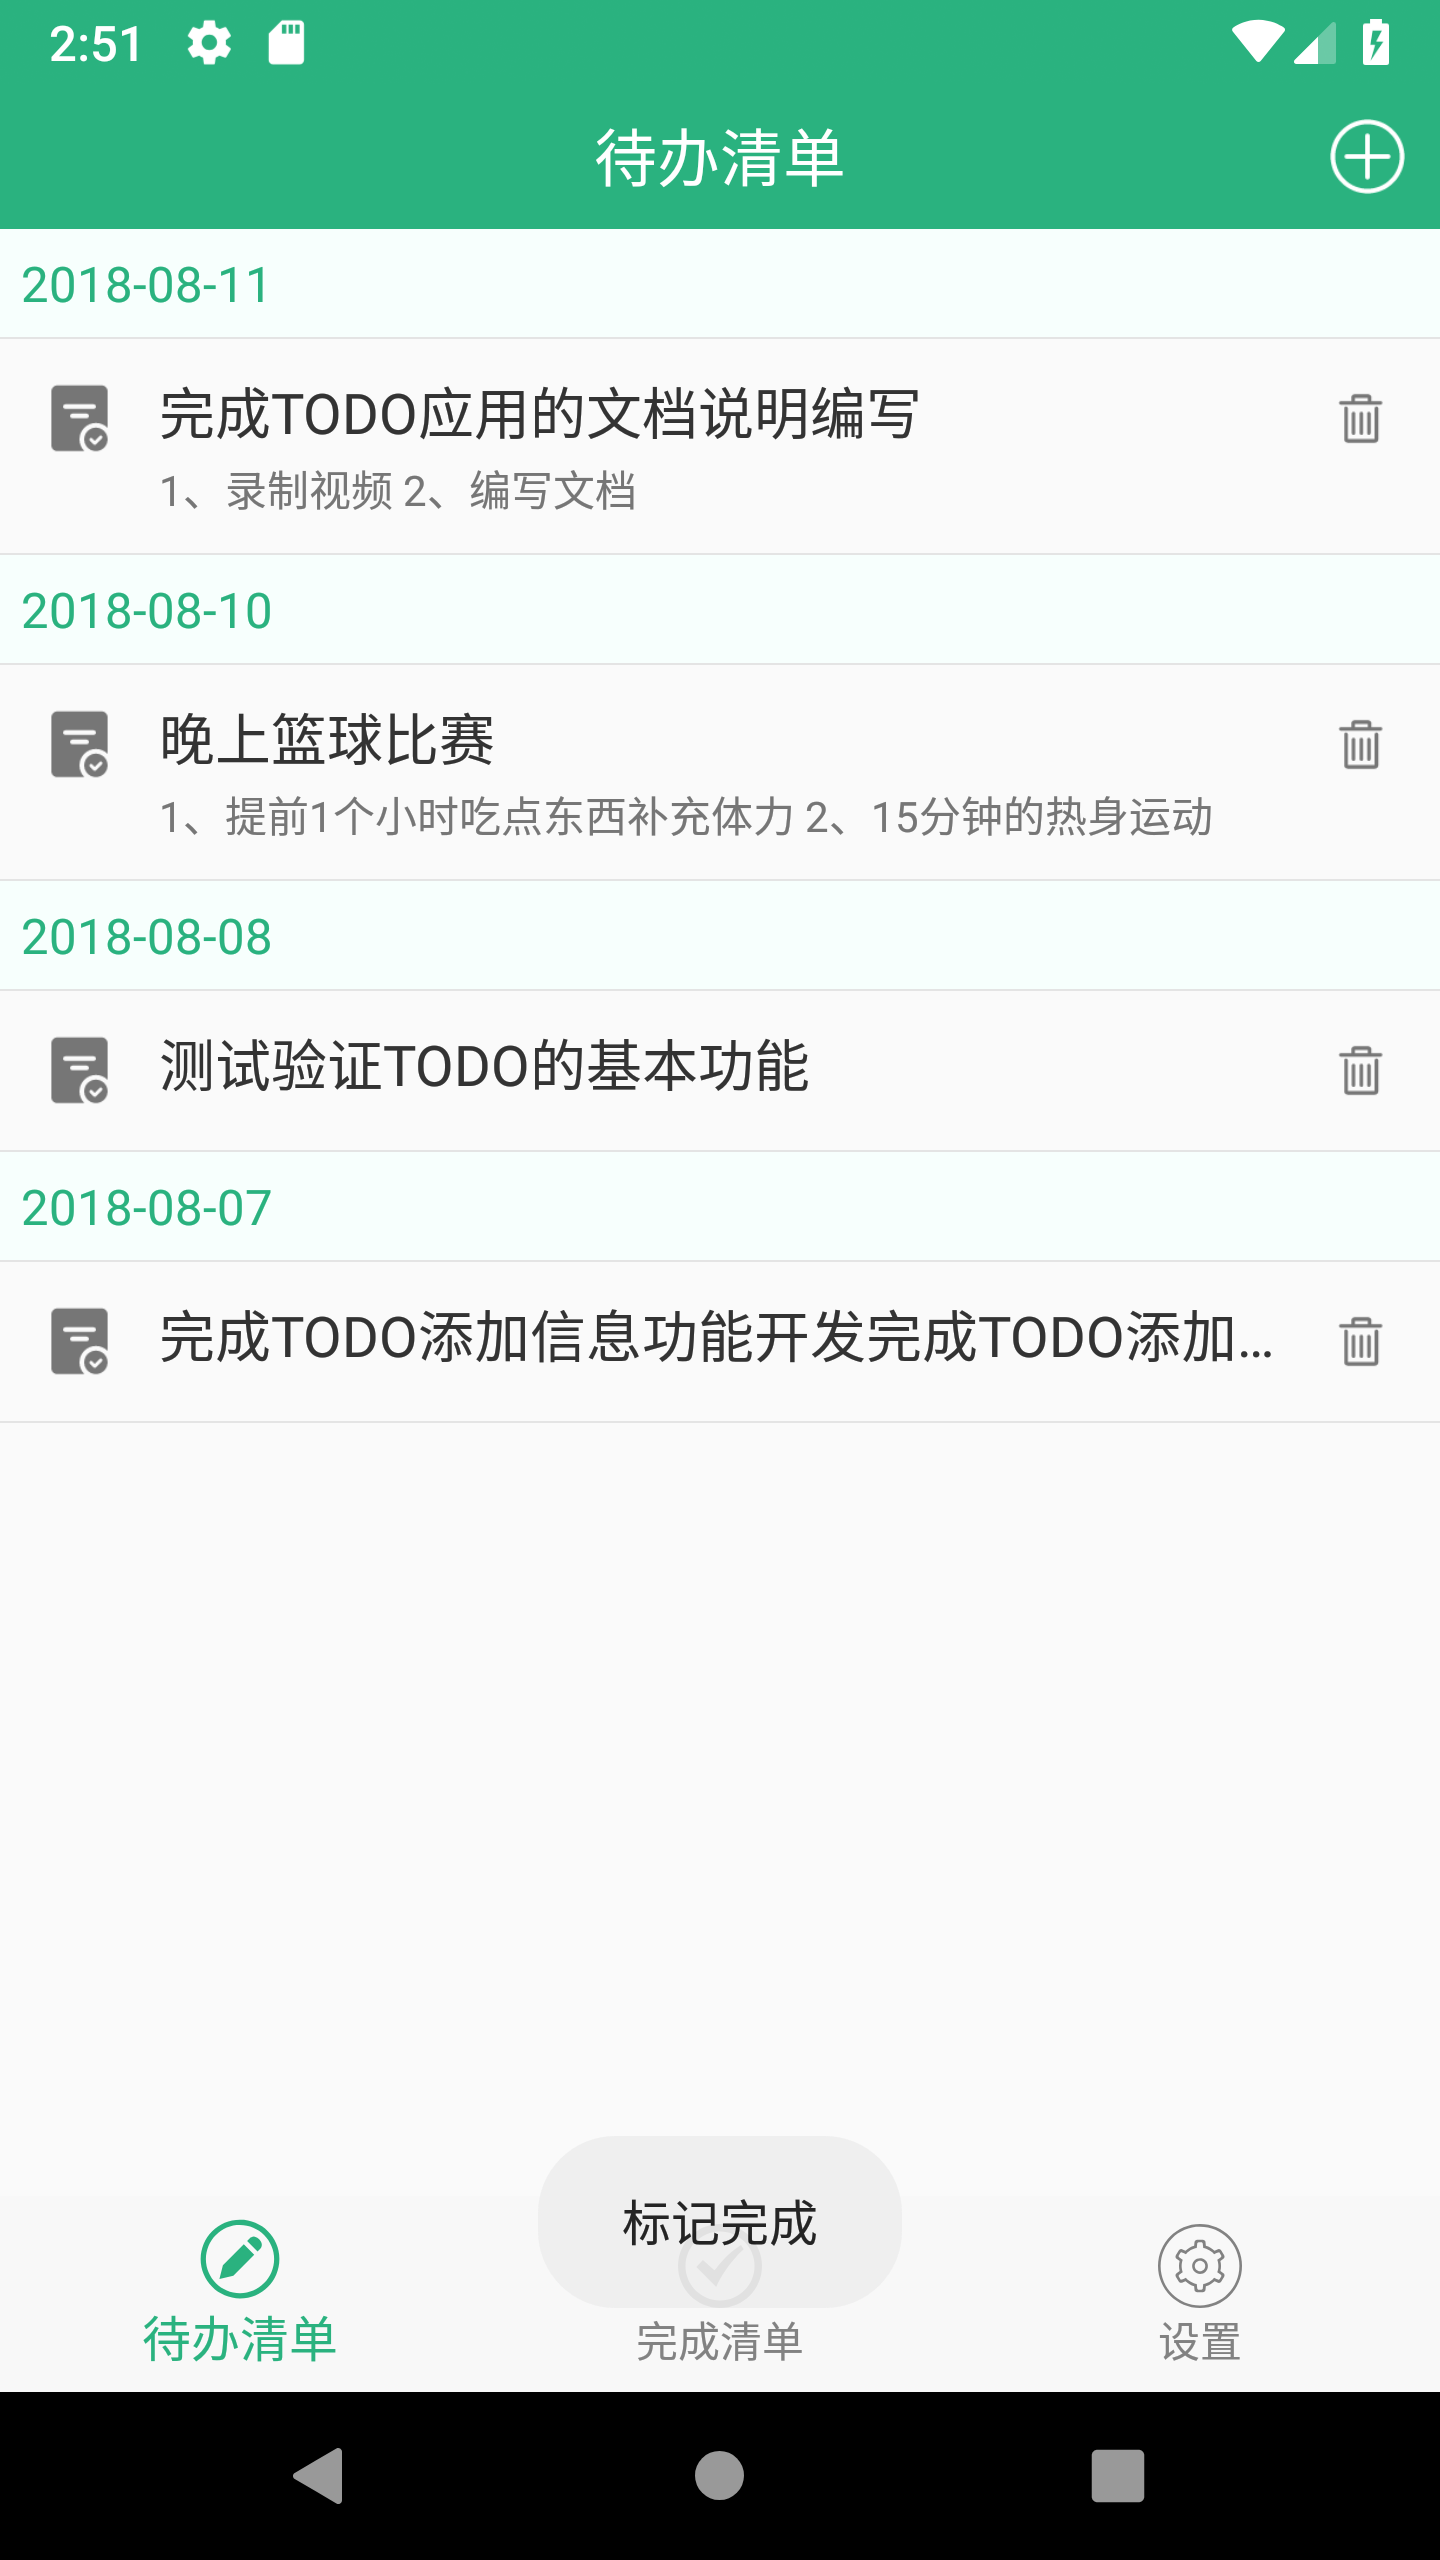 2:51
待办清单
2018-08-11
完成TODO应用的文档说明编写
1、录制视频 2、编写文档
2018-08-10
晚上篮球比赛
1、提前1个小时吃点东西补充体力 2、15分钟的热身运动
2018-08-08
测试验证TODO的基本功能
2018-08-07
完成TODO添加信息功能开发完成TODO添加...
标记完成
待办清单
完成清单
设置